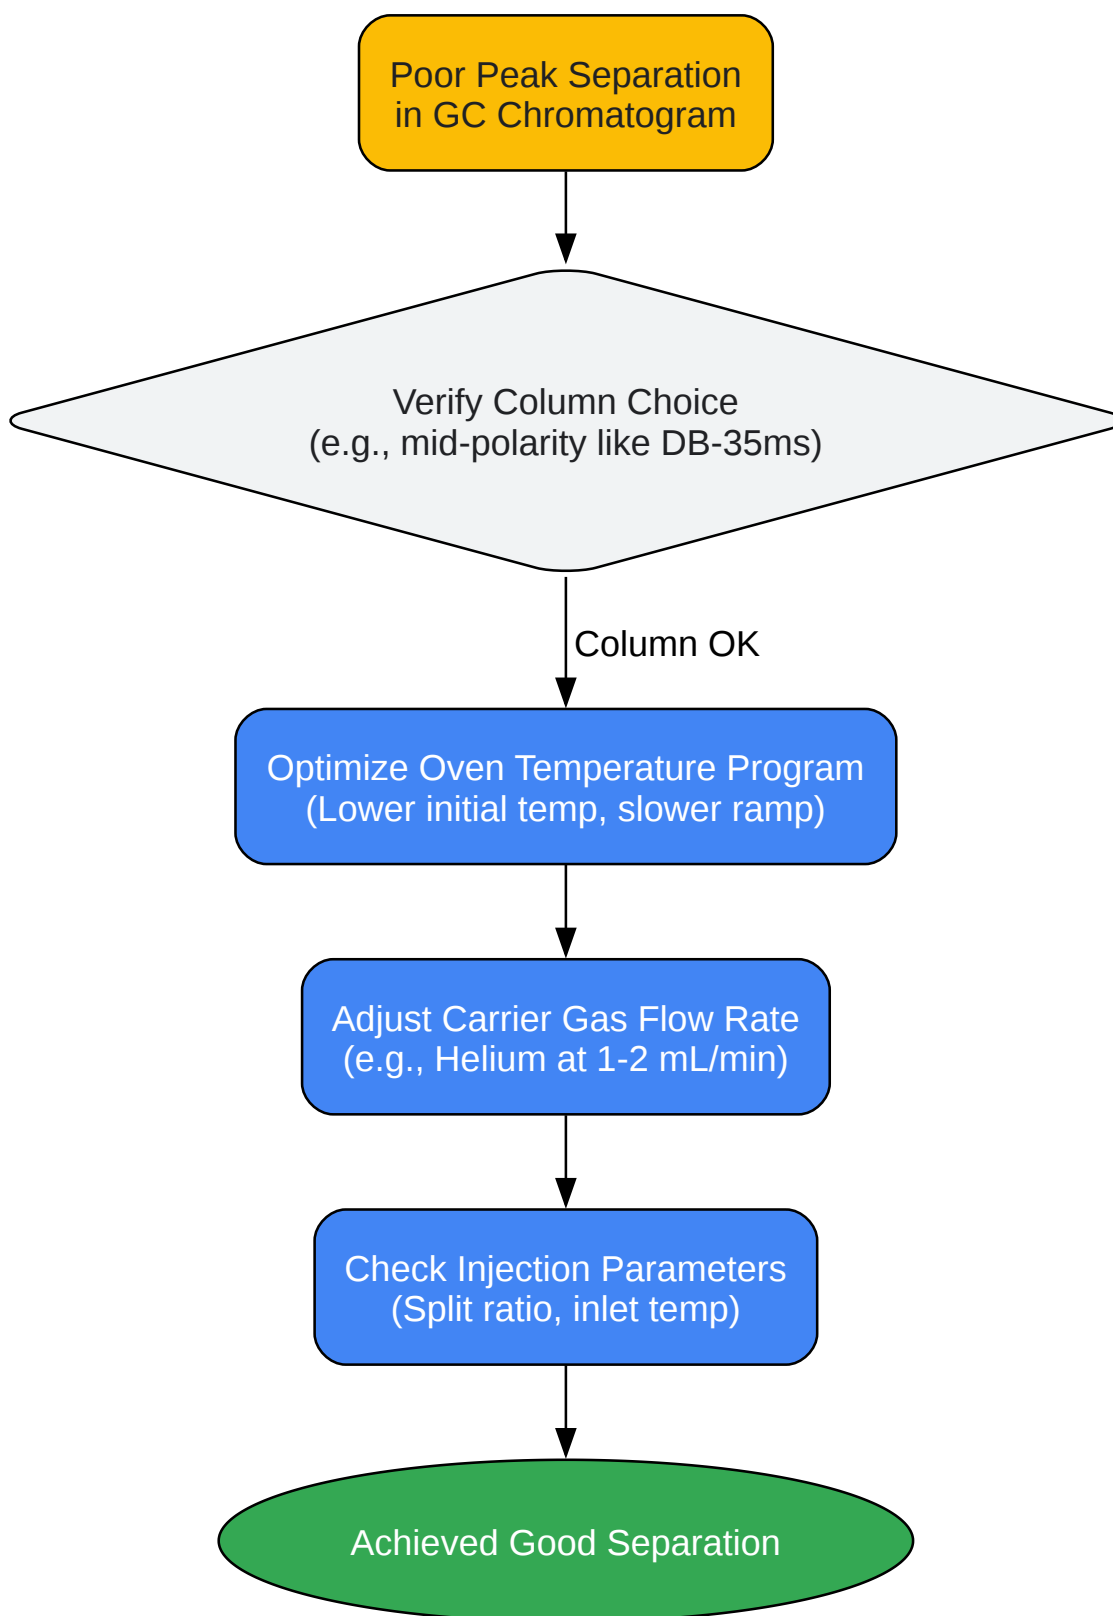 Poor Peak Separation
in GC Chromatogram
Verify Column Choice
(e.g., mid-polarity like DB-35ms)
Column OK
Optimize Oven Temperature Program
(Lower initial temp, slower ramp)
Adjust Carrier Gas Flow Rate
(e.g., Helium at 1-2 mL/min)
Check Injection Parameters
(Split ratio, inlet temp)
Achieved Good Separation